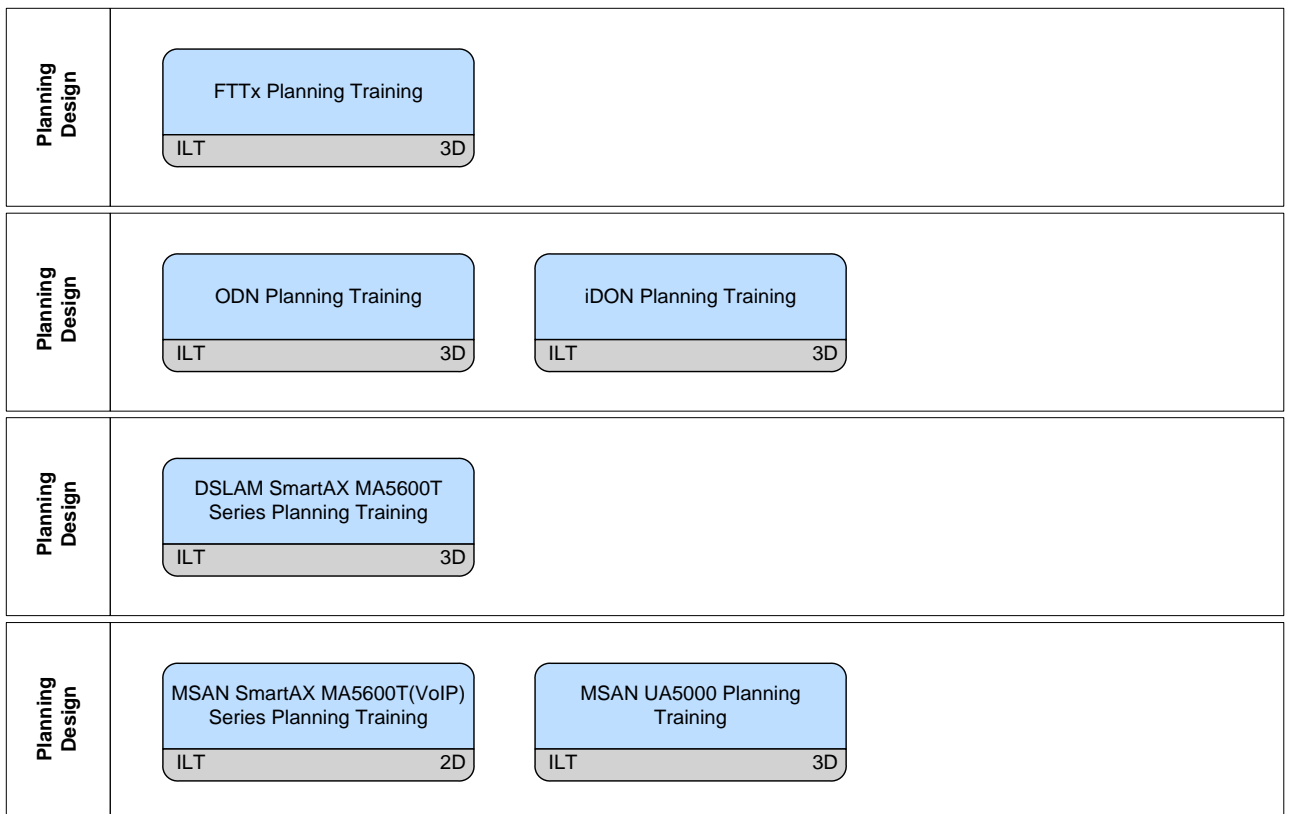 Planning
Design
FTTx Planning Training
ILT 3D
Planning
Design
ODN Planning Training
ILT 3D
iDON Planning Training
ILT 3D
Planning
Design
DSLAM SmartAX MA5600T
Series Planning Training
ILT 3D
Planning
Design
MSAN SmartAX MA5600T(VoIP)
Series Planning Training
ILT 2D
MSAN UA5000 Planning
Training
ILT 3D